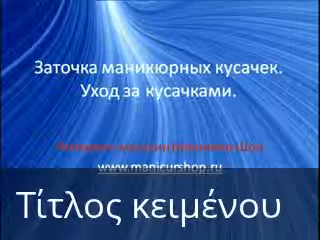 Заточка маникюрных кусачек.
Уход за кусачками.
www.manicurshop.ru
Τίτλος κειμένου